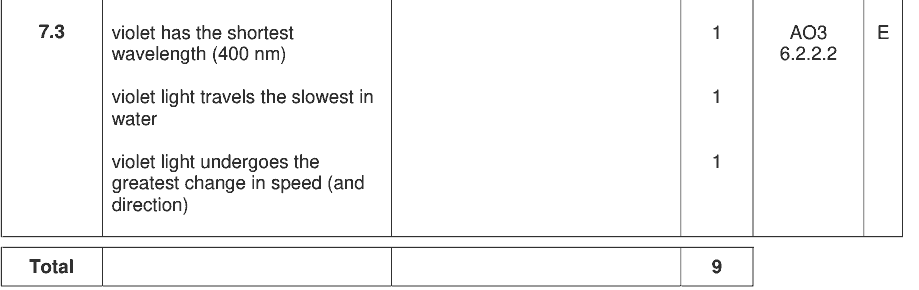 7.3 violet has the shortest 1 AO3 E
wavelength (400 nm) 6.2.2.2
violet light travels the slowest in 1
water
violet light undergoes the 1
greatest change in speed (and
direction)
Total 9